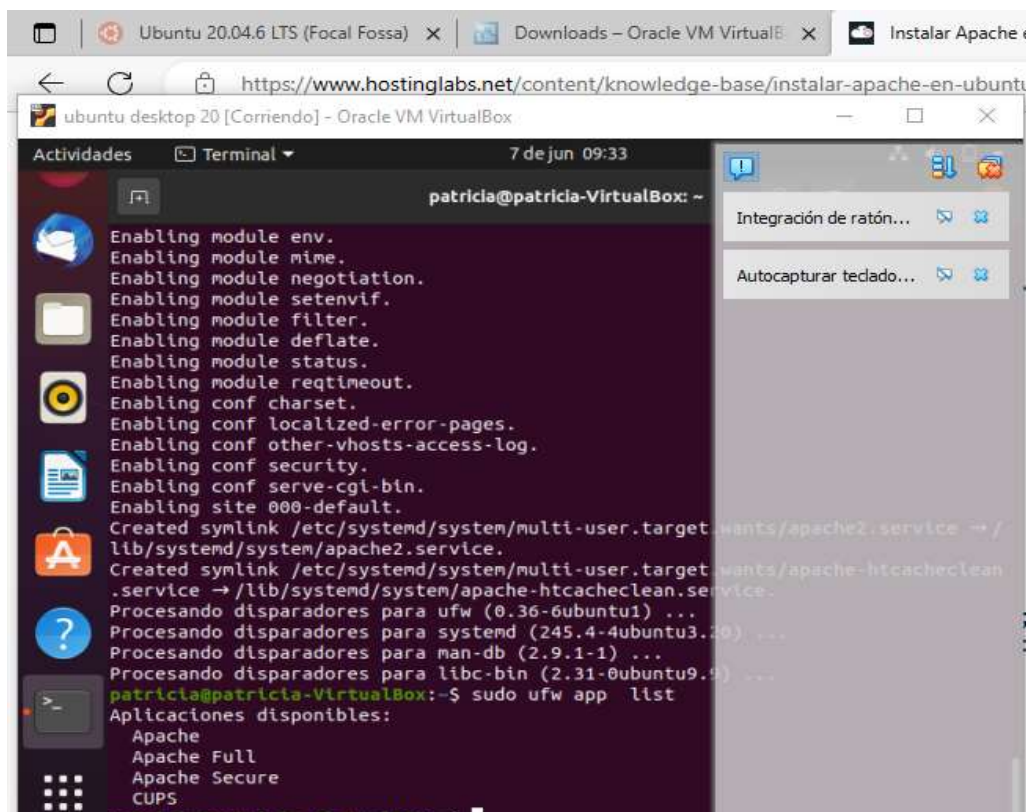 Ubuntu 20.04.6 LTS (Focal Fossa)
Downloads – Oracle VM VirtualB
Instalar Apache e
https://www.hostinglabs.net/content/knowledge-base/instalar-apache-en-ubuntu
ubuntu desktop 20 [Corriendo] - Oracle VM VirtualBox
Actividades
Terminal
7 de jun 09:33
patricia@patricia-VirtualBox: ~
Integración de ratón...
Autocapturar teclado...
Enabling module env.
Enabling module mime.
Enabling module negotiation.
Enabling module setenvif.
Enabling module filter.
Enabling module deflate.
Enabling module status.
Enabling module reqtimeout.
Enabling conf charset.
Enabling conf localized-error-pages.
Enabling conf other-vhosts-access-log.
Enabling conf security.
Enabling conf serve-cgi-bin.
Enabling site 000-default.
Created symlink /etc/systemd/system/multi-user.target.wants/apache2.service → /
lib/systemd/system/apache2.service.
Created symlink /etc/systemd/system/multi-user.target.wants/apache-htcacheclean
.service → /lib/systemd/system/apache-htcacheclean.service.
Procesando disparadores para ufw (0.36-6ubuntu1) ...
Procesando disparadores para systemd (245.4-4ubuntu3.20) ...
Procesando disparadores para man-db (2.9.1-1) ...
Procesando disparadores para libc-bin (2.31-0ubuntu9.9) ...
patricia@patricia-VirtualBox:~$ sudo ufw app  list
Aplicaciones disponibles:
Apache
Apache Full
Apache Secure
CUPS